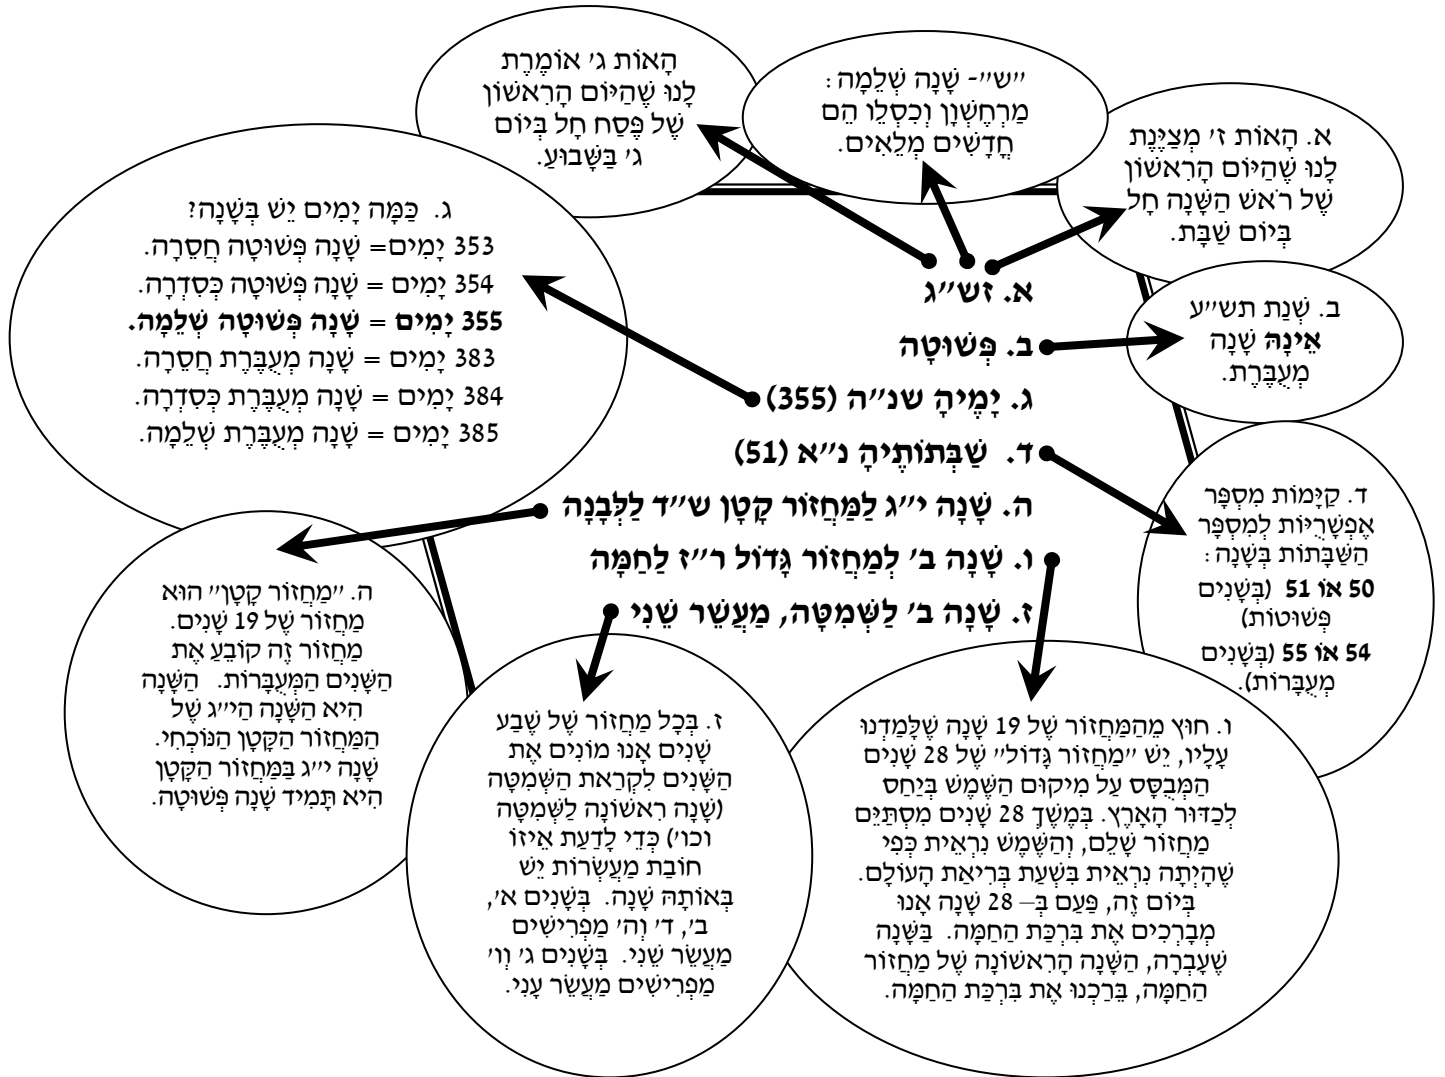 הָאוֹת ג' אוֹמֶרֶת
לָנוּ שֶׁהַיּוֹם הָרִאשׁוֹן
שֶׁל פֶּסַח חָל בְּיוֹם
ג' בַּשָּׁבוּעַ.
"ש"- שָׁנָה שְׁלֵמָה:
מַרְחֶשְׁוָן וְכִסְלֵו הֵם
חֳדָשִׁים מְלֵאִים.
א. הָאוֹת ז' מְצַיֶּנֶת
לָנוּ שֶׁהַיּוֹם הָרִאשׁוֹן
שֶׁל רֹאשׁ הַשָּׁנָה חָל
בְּיוֹם שַׁבָּת.
ג. כַּמָּה יָמִים יֵשׁ בְּשָׁנָה?
353 יָמִים= שָׁנָה פְּשׁוּטָה חֲסֵרָה.
354 יָמִים = שָׁנָה פְּשׁוּטָה כְּסִדְרָהּ.
355 יָמִים = שָׁנָה פְּשׁוּטָה שְׁלֵמָה.
383 יָמִים = שָׁנָה מְעֻבֶּרֶת חֲסֵרָה.
384 יָמִים = שָׁנָה מְעֻבֶּרֶת כְּסִדְרָהּ.
385 יָמִים = שָׁנָה מְעֻבֶּרֶת שְׁלֵמָה.
א. זש"ג
ב. פְּשׁוּטָה
ג. יָמֶיהָ שנ"ה (355)
ד. שַׁבְּתוֹתֶיהָ נ"א (51)
ה. שָׁנָה י"ג לַמַּחֲזוֹר קָטָן ש"ד לַלְּבָנָה
ו. שָׁנָה ב' לְמַחֲזוֹר גָּדוֹל ר"ז לַחַמָּה
ז. שָׁנָה ב' לַשְּׁמִטָּה, מַעֲשֵׂר שֵׁנִי
ב. שְׁנַת תש"ע
אֵינָהּ שָׁנָה
מְעֻבֶּרֶת.
ד. קַיָּמוֹת מִסְפָּר
אֶפְשָׁרֻיּוֹת לְמִסְפָּר
הַשַּׁבָּתוֹת בְּשָׁנָה:
50 אוֹ 51 (בְּשָׁנִים
פְּשׁוּטוֹת)
54 אוֹ 55 (בְּשָׁנִים
מְעֻבָּרוֹת).
ה. "מַחֲזוֹר קָטָן" הוּא
מַחֲזוֹר שֶׁל 19 שָׁנִים.
מַחֲזוֹר זֶה קוֹבֵעַ אֶת
הַשָּׁנִים הַמְּעֻבָּרוֹת. הַשָּׁנָה
הִיא הַשָּׁנָה הַי"ג שֶׁל
הַמַּחֲזוֹר הַקָּטָן הַנּוֹכְחִי.
שָׁנָה י"ג בַּמַּחֲזוֹר הַקָּטָן
הִיא תָּמִיד שָׁנָה פְּשׁוּטָה.
ז. בְּכָל מַחֲזוֹר שֶׁל שֶׁבַע
שָׁנִים אָנוּ מוֹנִים אֶת
הַשָּׁנִים לִקְרַאת הַשְּׁמִטָּה
(שָׁנָה רִאשׁוֹנָה לַשְּׁמִטָּה
וכו') כְּדֵי לָדַעַת אֵיזוֹ
חוֹבַת מַעֲשְׂרוֹת יֵשׁ
בְּאוֹתָהּ שָׁנָה. בְּשָׁנִים א',
ב', ד' וְה' מַפְרִישִׁים
מַעֲשֵׂר שֵׁנִי. בְּשָׁנִים ג' וְו'
מַפְרִישִׁים מַעֲשֵׂר עָנִי.
ו. חוּץ מֵהַמַּחֲזוֹר שֶׁל 19 שָׁנָה שֶׁלָּמַדְנוּ
עָלָיו, יֵשׁ "מַחֲזוֹר גָּדוֹל" שֶׁל 28 שָׁנִים
הַמְּבֻסָּס עַל מִיקוּם הַשֶּׁמֶשׁ בְּיַחַס
לְכַדּוּר הָאָרֶץ. בְּמֶשֶׁךְ 28 שָׁנִים מִסְתַּיֵּם
מַחֲזוֹר שָׁלֵם, וְהַשֶּׁמֶשׁ נִרְאֵית כְּפִי
שֶׁהָיְתָה נִרְאֵית בִּשְׁעַת בְּרִיאַת הָעוֹלָם.
בְּיוֹם זֶה, פַּעַם בְּ– 28 שָׁנָה אָנוּ
מְבָרְכִים אֶת בִּרְכַּת הַחַמָּה. בַּשָּׁנָה
שֶׁעָבְרָה, הַשָּׁנָה הָרִאשׁוֹנָה שֶׁל מַחֲזוֹר
הַחַמָּה, בֵּרַכְנוּ אֶת בִּרְכַּת הַחַמָּה.